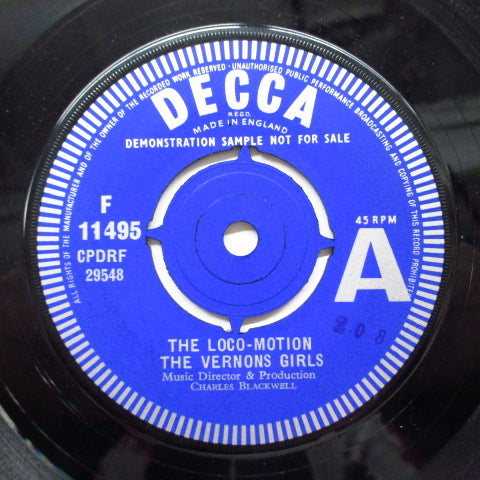 ALL RIGHTS OF THE MANUFACTURER AND OF THE OWNER OF THE RECORDED WORK RESERVED · UNAUTHORISED PUBLIC PERFORMANCE BROADCASTING AND COPYING OF THIS RECORD PROHIBITED
DECCA
REGD.
MADE IN ENGLAND
DEMONSTRATION SAMPLE NOT FOR SALE
F
11495
CPDRF
29548
45 RPM
A
208
THE LOCO-MOTION
THE VERNONS GIRLS
Music Director & Production
CHARLES BLACKWELL